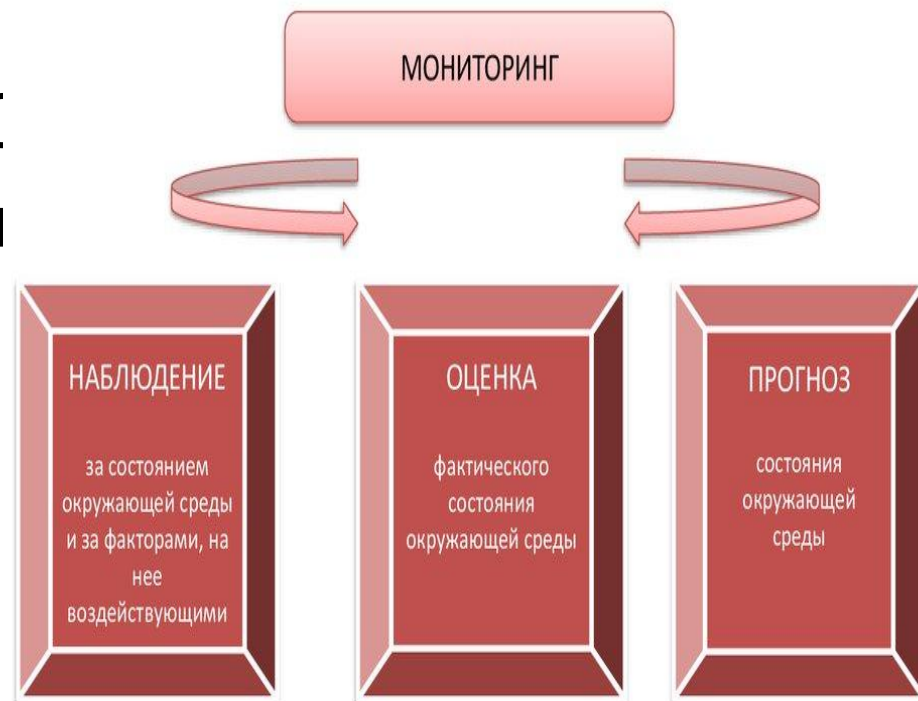 МОНИТОРИНГ
НАБЛЮДЕНИЕ
за состоянием
окружающей среды
и за факторами, на
нее
воздействующими
ОЦЕНКА
фактического
состояния
окружающей среды
ПРОГНОЗ
состояния
окружающей
среды